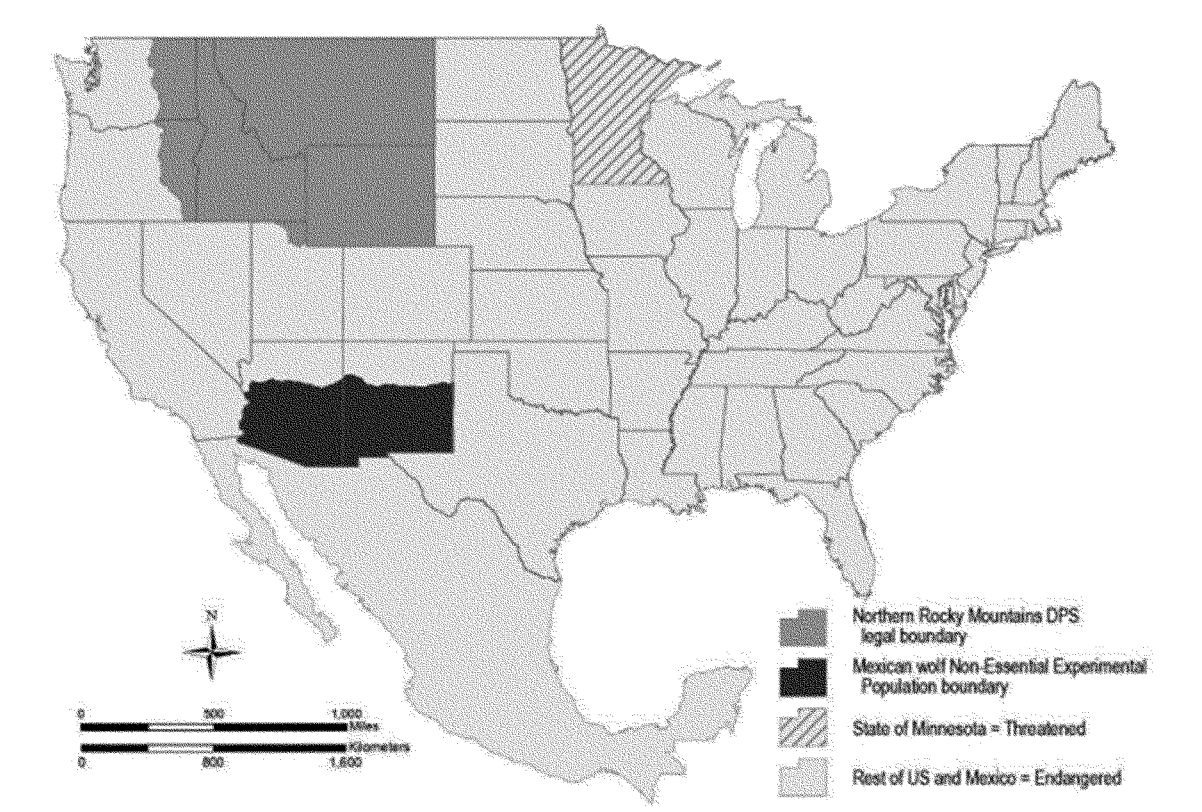 N
0 500 1,000
Miles
Kilometers
0 800 1,600
Northern Rocky Mountains DPS
legal boundary
Mexican wolf Non-Essential Experimental
Population boundary
State of Minnesota = Threatened
Rest of US and Mexico = Endangered